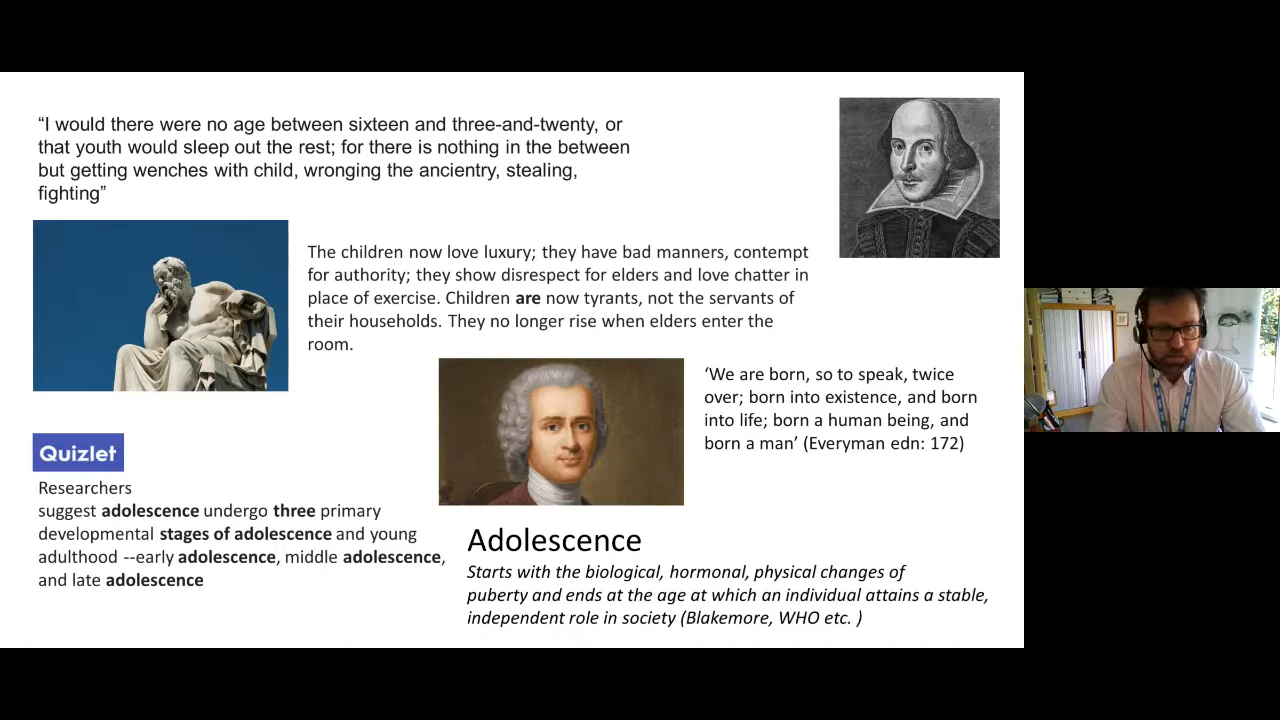 “I would there were no age between sixteen and three-and-twenty, or
that youth would sleep out the rest; for there is nothing in the between
but getting wenches with child, wronging the ancientry, stealing,
fighting”
The children now love luxury; they have bad manners, contempt
for authority; they show disrespect for elders and love chatter in
place of exercise. Children are now tyrants, not the servants of
their households. They no longer rise when elders enter the
room.
‘We are born, so to speak, twice
over; born into existence, and born
into life; born a human being, and
born a man’ (Everyman edn: 172)
Quizlet
Researchers
suggest adolescence undergo three primary
developmental stages of adolescence and young
adulthood --early adolescence, middle adolescence,
and late adolescence
Adolescence
Starts with the biological, hormonal, physical changes of
puberty and ends at the age at which an individual attains a stable,
independent role in society (Blakemore, WHO etc. )